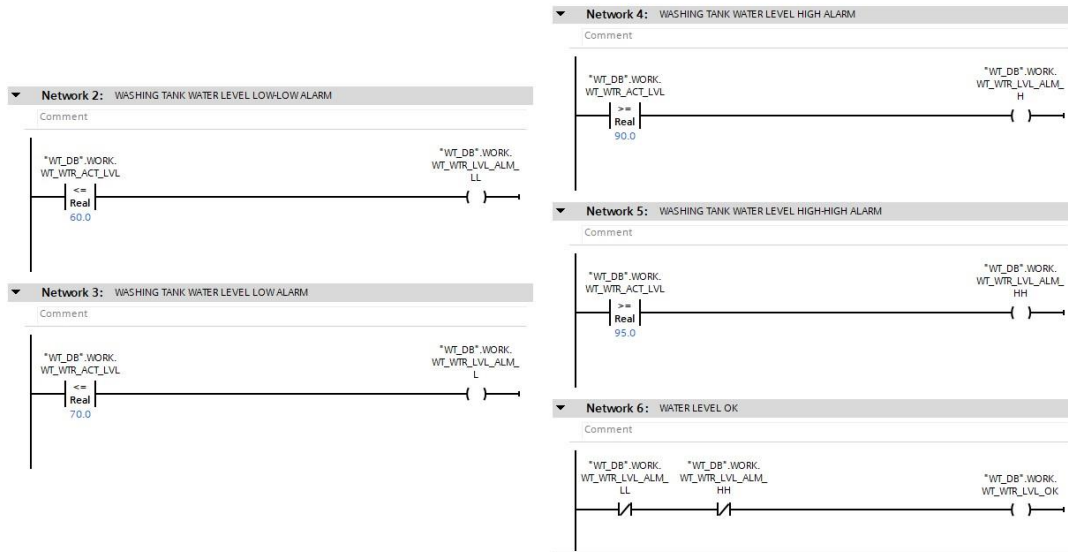 Network 2: WASHING TANK WATER LEVEL LOW-LOW ALARM
Comment
"WT_DB".WORK.
WT_WTR_ACT_LVL
<=
Real
60.0
"WT_DB".WORK.
WT_WTR_LVL_ALM_
LL
Network 3: WASHING TANK WATER LEVEL LOW ALARM
Comment
"WT_DB".WORK.
WT_WTR_ACT_LVL
<=
Real
70.0
"WT_DB".WORK.
WT_WTR_LVL_ALM_
L
Network 4: WASHING TANK WATER LEVEL HIGH ALARM
Comment
"WT_DB".WORK.
WT_WTR_ACT_LVL
>=
Real
90.0
"WT_DB".WORK.
WT_WTR_LVL_ALM_
H
Network 5: WASHING TANK WATER LEVEL HIGH-HIGH ALARM
Comment
"WT_DB".WORK.
WT_WTR_ACT_LVL
>=
Real
95.0
"WT_DB".WORK.
WT_WTR_LVL_ALM_
HH
Network 6: WATER LEVEL OK
Comment
"WT_DB".WORK.
WT_WTR_LVL_ALM_
LL
"WT_DB".WORK.
WT_WTR_LVL_ALM_
HH
"WT_DB".WORK.
WT_WTR_LVL_OK